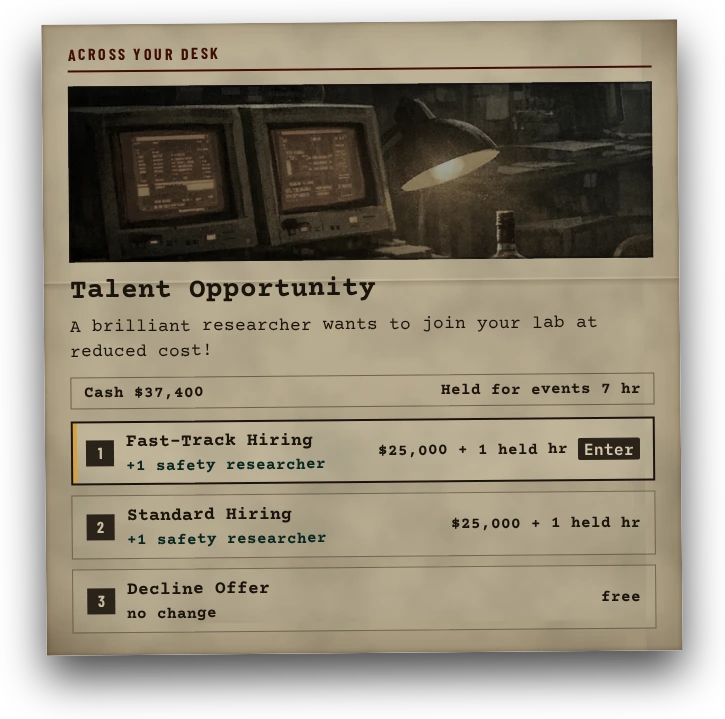 ACROSS YOUR DESK
Talent Opportunity
A brilliant researcher wants to join your lab at
reduced cost!
Cash $37,400 Held for events 7 hr
1 Fast-Track Hiring $25,000 + 1 held hr Enter
+1 safety researcher
2 Standard Hiring $25,000 + 1 held hr
+1 safety researcher
3 Decline Offer free
no change